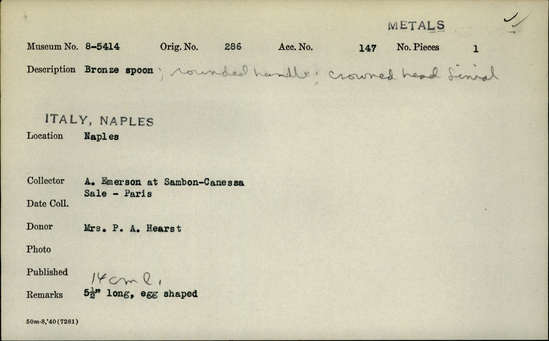 METALS
Museum No. 8-5414 Orig. No. 286 Acc. No. 147 No. Pieces 1
Description Bronze spoon; rounded handle; crowned head finial
ITALY, NAPLES
Location Naples
Collector A. Emerson at Sambon-Canessa
Sale - Paris
Date Coll.
Donor Mrs. P. A. Hearst
Photo
Published
14 cm l.
Remarks 5½" long, egg shaped
50m-8,'40(7281)